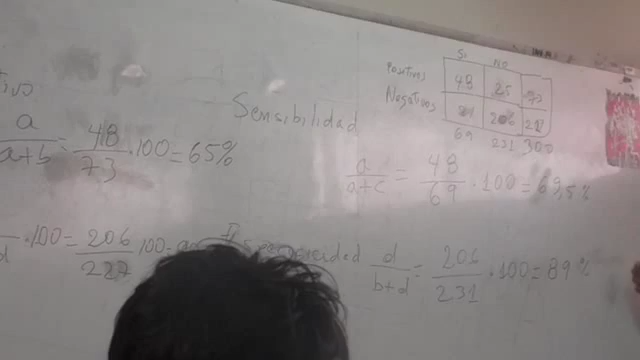 Si NO
Positivos 48 25 73
Negativos 21 206 227
69 231 300
Sensibilidad
a/a+b = 48/73 . 100 = 65%
a/a+c = 48/69 . 100 = 69,5%
d . 100 = 206/227 100
d/b+d = 206/231 . 100 = 89%